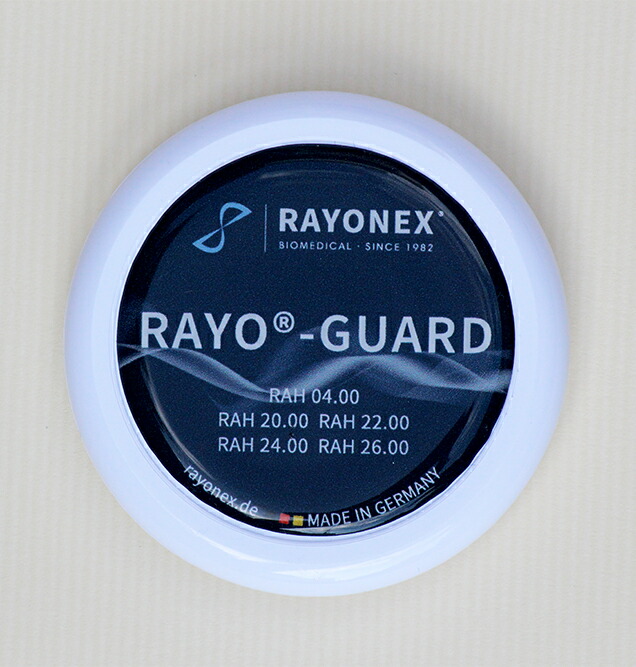 RAYONEX®
BIOMEDICAL · SINCE 1982
RAYO®-GUARD
RAH 04.00
RAH 20.00 RAH 22.00
RAH 24.00 RAH 26.00
rayonex.de
MADE IN GERMANY